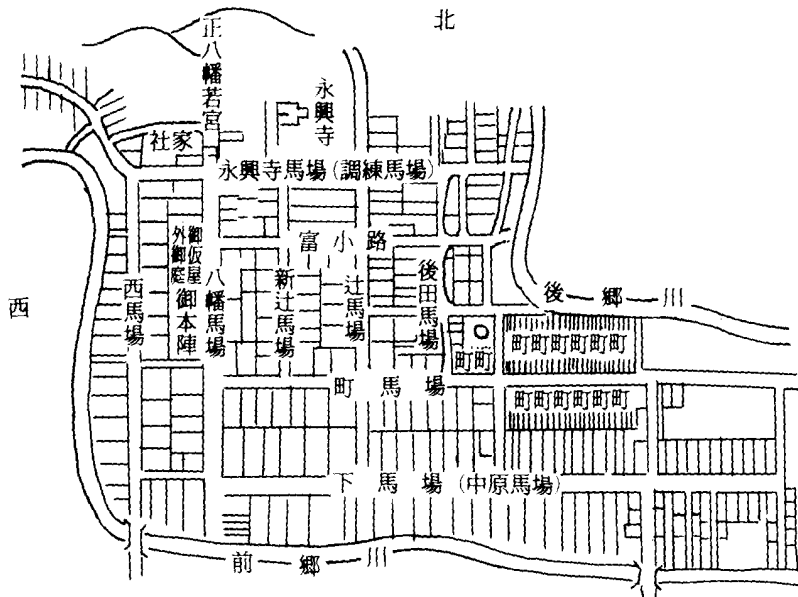 北
正八幡若宮
永興寺
社家
永興寺馬場(調練馬場)
富小路
御仮屋
外御庭
御本陣
西
西馬場
八幡馬場
新辻馬場
辻馬場
後田馬場
後郷川
町町
町町町町町町
町馬場
町町町町町町
下馬場(中原馬場)
前郷川